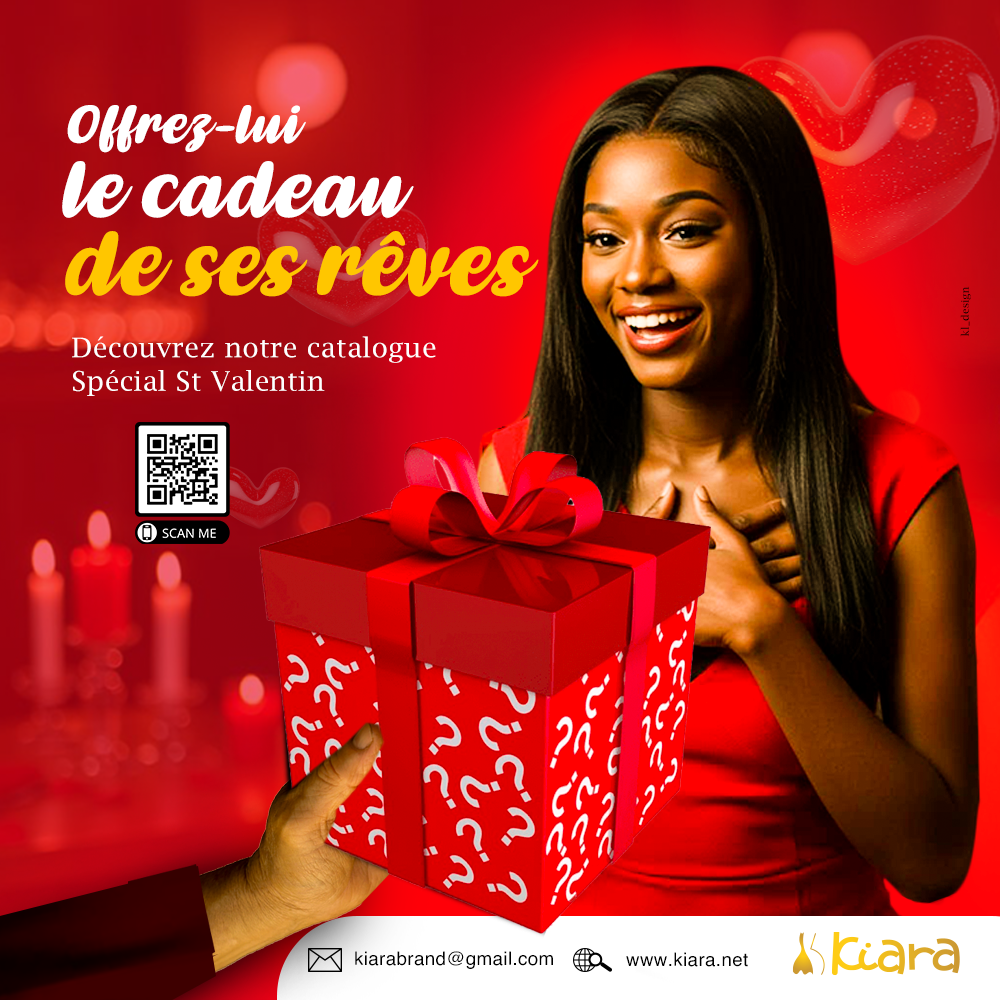 Offrez-lui
le cadeau
de ses rêves
Découvrez notre catalogue
Spécial St Valentin
SCAN ME
kl_design
kiarabrand@gmail.com
www.kiara.net
kiara